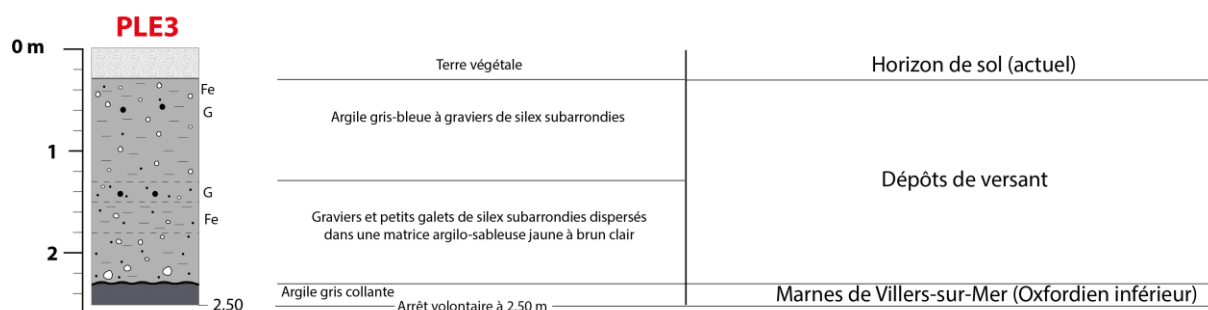 PLE3
0 m
Terre végétale
Horizon de sol (actuel)
Fe
G
Argile gris-bleue à graviers de silex subarrondies
1
Dépôts de versant
G
Fe
Graviers et petits galets de silex subarrondies dispersés
dans une matrice argilo-sableuse jaune à brun clair
2
Argile gris collante
Marnes de Villers-sur-Mer (Oxfordien inférieur)
2.50
Arrêt volontaire à 2.50 m